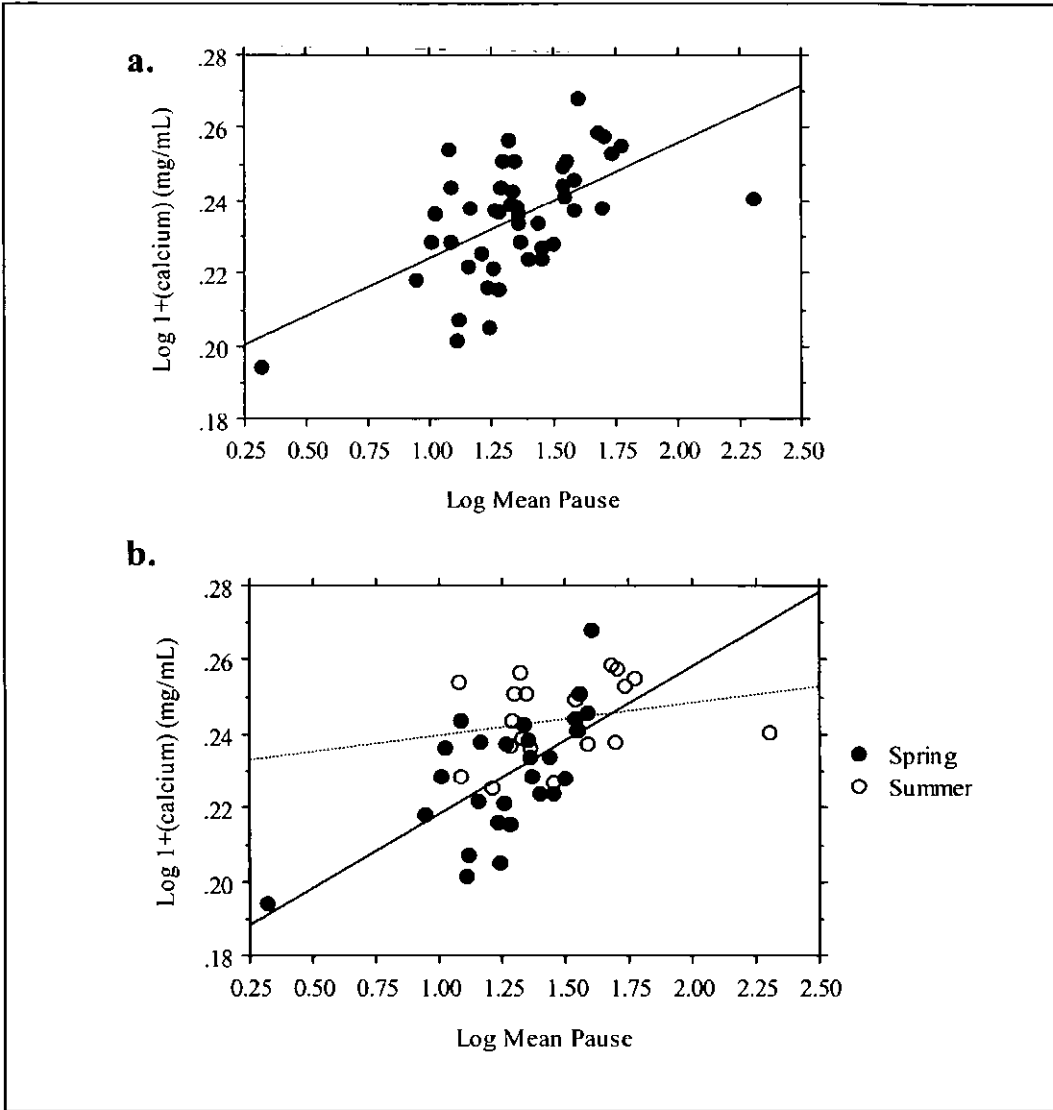 a.
.28
.26
.24
.22
.20
.18
Log 1+(calcium) (mg/mL)
0.25 0.50 0.75 1.00 1.25 1.50 1.75 2.00 2.25 2.50
Log Mean Pause
b.
.28
.26
.24
.22
.20
.18
Log 1+(calcium) (mg/mL)
Spring
Summer
0.25 0.50 0.75 1.00 1.25 1.50 1.75 2.00 2.25 2.50
Log Mean Pause